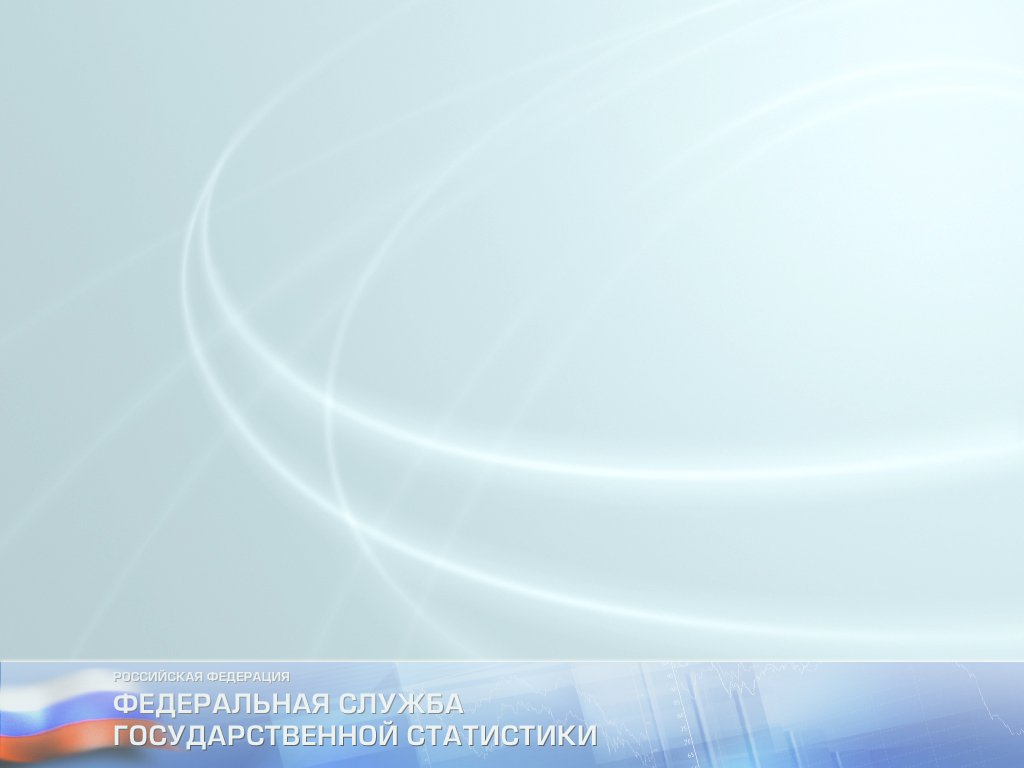 РОССИЙСКАЯ ФЕДЕРАЦИЯ
ФЕДЕРАЛЬНАЯ СЛУЖБА
ГОСУДАРСТВЕННОЙ СТАТИСТИКИ